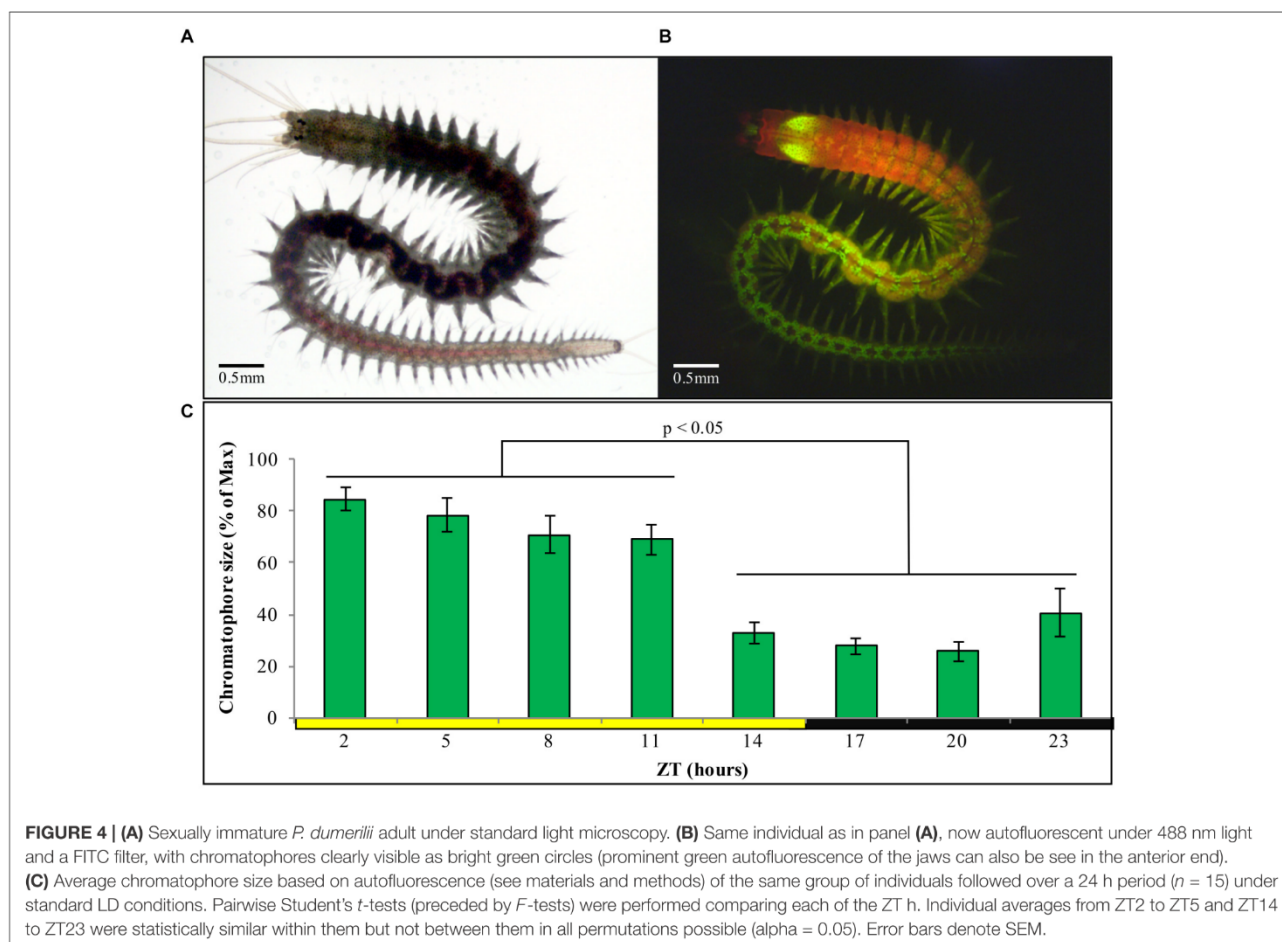 A
B
0.5mm
0.5mm
C
p < 0.05
Chromatophore size (% of Max)
100
80
60
40
20
0
2 5 8 11 14 17 20 23
ZT (hours)
FIGURE 4 | (A) Sexually immature P. dumerilii adult under standard light microscopy. (B) Same individual as in panel (A), now autofluorescent under 488 nm light
and a FITC filter, with chromatophores clearly visible as bright green circles (prominent green autofluorescence of the jaws can also be see in the anterior end).
(C) Average chromatophore size based on autofluorescence (see materials and methods) of the same group of individuals followed over a 24 h period (n = 15) under
standard LD conditions. Pairwise Student's t-tests (preceded by F-tests) were performed comparing each of the ZT h. Individual averages from ZT2 to ZT5 and ZT14
to ZT23 were statistically similar within them but not between them in all permutations possible (alpha = 0.05). Error bars denote SEM.